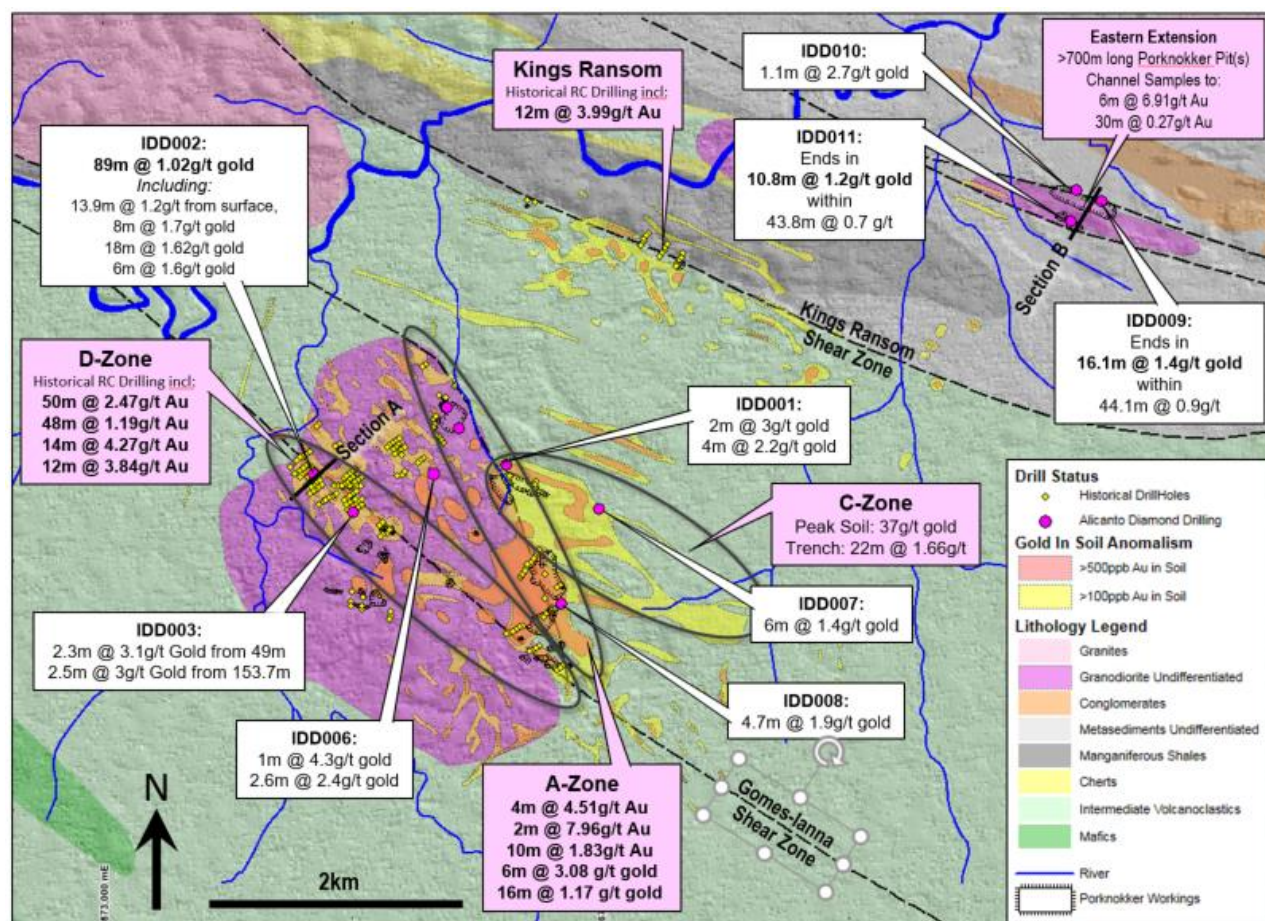 IDD010:
1.1m @ 2.7g/t gold
Eastern Extension
>700m long Porknokker Pit(s)
Channel Samples to:
6m @ 6.91g/t Au
30m @ 0.27g/t Au
Kings Ransom
Historical RC Drilling incl:
12m @ 3.99g/t Au
IDD011:
Ends in
10.8m @ 1.2g/t gold
within
43.8m @ 0.7 g/t
IDD002:
89m @ 1.02g/t gold
Including:
13.9m @ 1.2g/t from surface,
8m @ 1.7g/t gold
18m @ 1.62g/t gold
6m @ 1.6g/t gold
Section B
Kings Ransom
Shear Zone
IDD009:
Ends in
16.1m @ 1.4g/t gold
within
44.1m @ 0.9g/t
D-Zone
Historical RC Drilling incl:
50m @ 2.47g/t Au
48m @ 1.19g/t Au
14m @ 4.27g/t Au
12m @ 3.84g/t Au
Section A
IDD001:
2m @ 3g/t gold
4m @ 2.2g/t gold
C-Zone
Peak Soil: 37g/t gold
Trench: 22m @ 1.66g/t
IDD007:
6m @ 1.4g/t gold
IDD003:
2.3m @ 3.1g/t Gold from 49m
2.5m @ 3g/t Gold from 153.7m
IDD008:
4.7m @ 1.9g/t gold
IDD006:
1m @ 4.3g/t gold
2.6m @ 2.4g/t gold
A-Zone
4m @ 4.51g/t Au
2m @ 7.96g/t Au
10m @ 1.83g/t Au
6m @ 3.08 g/t gold
16m @ 1.17 g/t gold
Gomes-Ianna
Shear Zone
N
2km
Drill Status
Historical DrillHoles
Alicanto Diamond Drilling
Gold In Soil Anomalism
>500ppb Au in Soil
>100ppb Au in Soil
Lithology Legend
Granites
Granodiorite Undifferentiated
Conglomerates
Metasediments Undifferentiated
Manganiferous Shales
Cherts
Intermediate Volcanoclastics
Mafics
River
Porknokker Workings